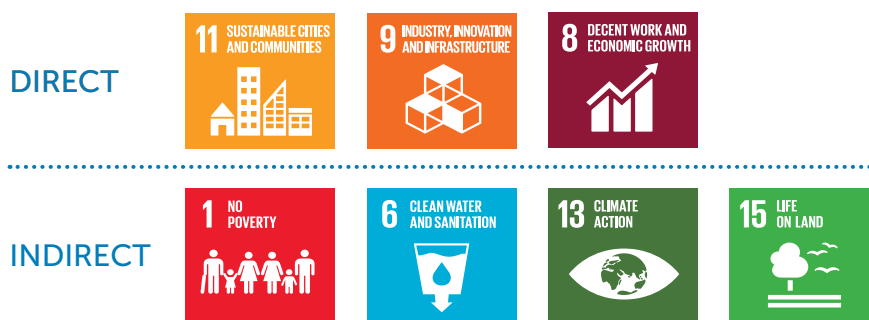 DIRECT
11 SUSTAINABLE CITIES
AND COMMUNITIES
9 INDUSTRY, INNOVATION
AND INFRASTRUCTURE
8 DECENT WORK AND
ECONOMIC GROWTH
INDIRECT
1 NO
POVERTY
6 CLEAN WATER
AND SANITATION
13 CLIMATE
ACTION
15 LIFE
ON LAND